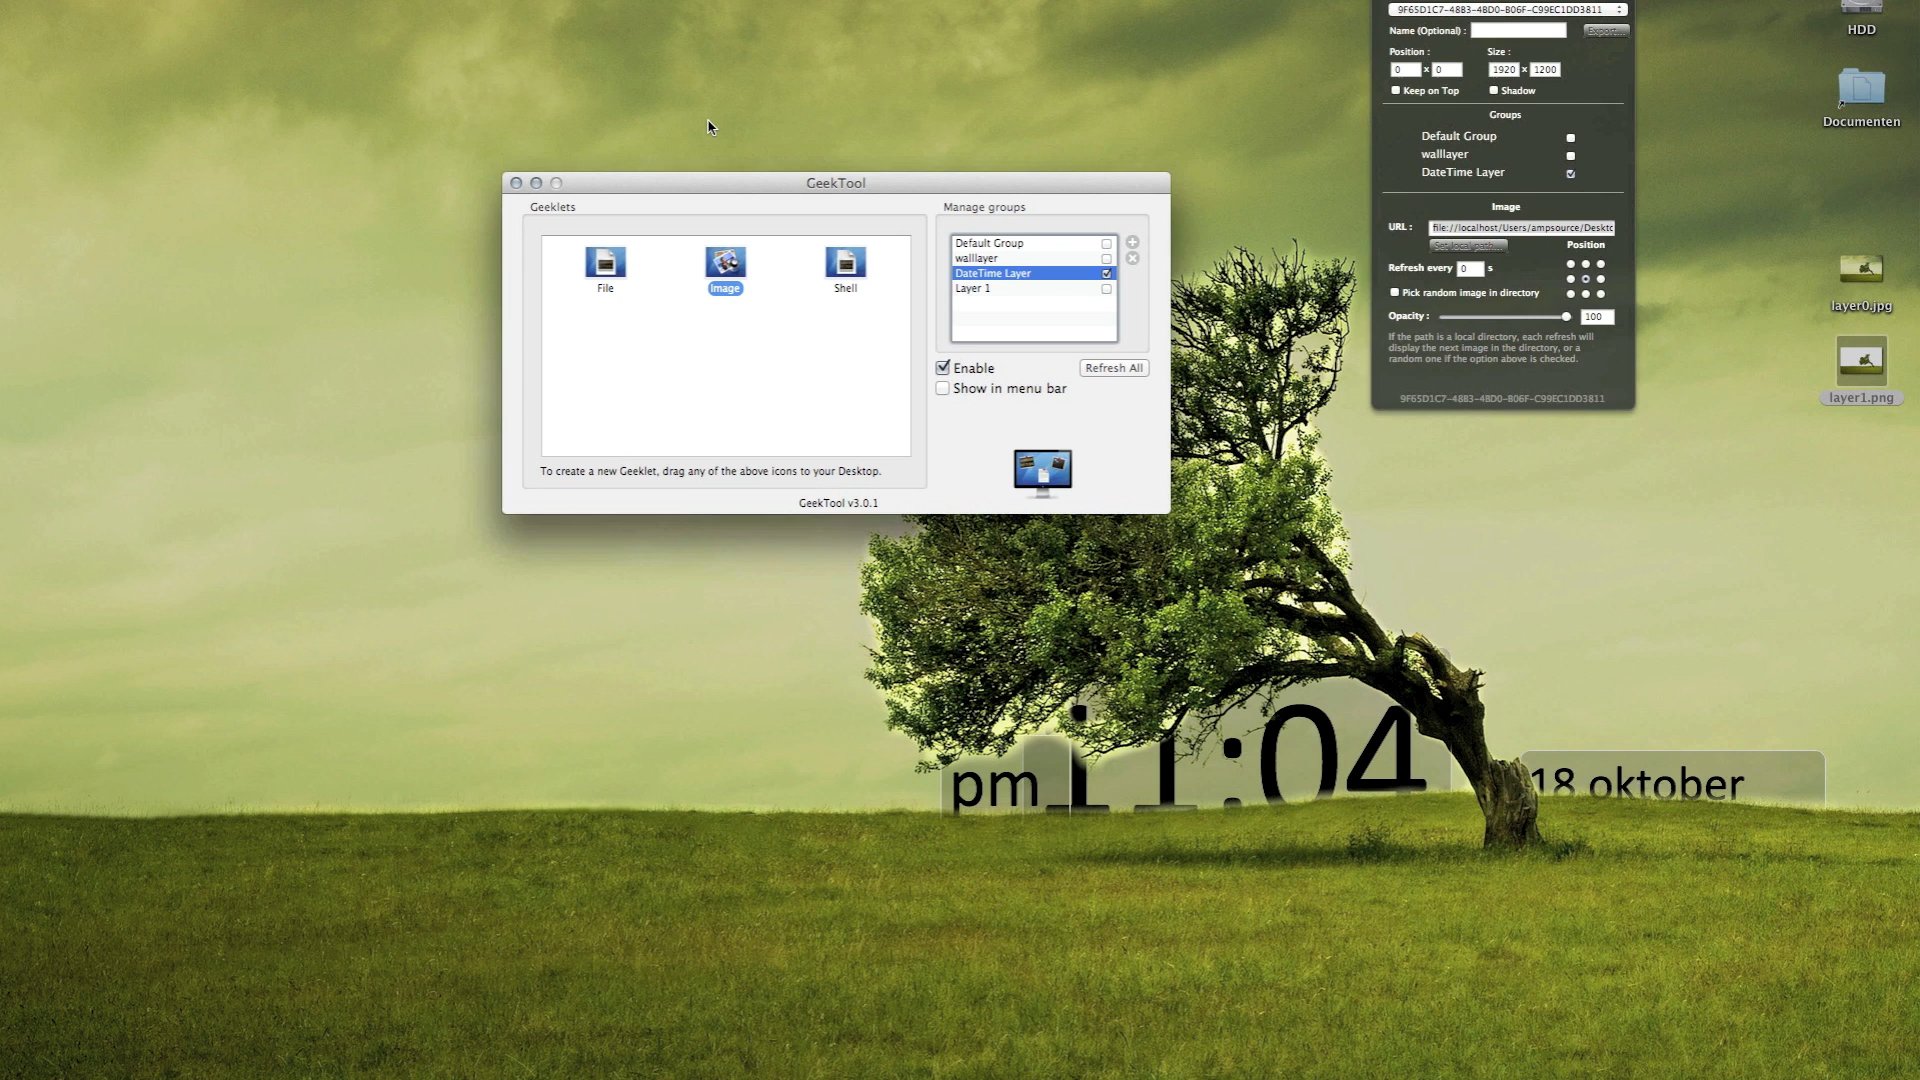 GeekTool
Geeklets
File
Image
Shell
To create a new Geeklet, drag any of the above icons to your Desktop.
Manage groups
Default Group
walllayer
DateTime Layer
Layer 1
Enable
Refresh All
Show in menu bar
GeekTool v3.0.1
9F65D1C7-48B3-4BD0-B06F-C99EC1DD3811
Name (Optional) :
Export...
Position :
Size :
0 x 0
1920 x 1200
Keep on Top
Shadow
Groups
Default Group
walllayer
DateTime Layer
Image
URL : file://localhost/Users/ampsource/Deskto
Set local path...
Position
Refresh every 0 s
Pick random image in directory
Opacity : 100
If the path is a local directory, each refresh will
display the next image in the directory, or a
random one if the option above is checked.
9F65D1C7-48B3-4BD0-B06F-C99EC1DD3811
HDD
Documenten
layer0.jpg
layer1.png
pm 11:04
18 oktober